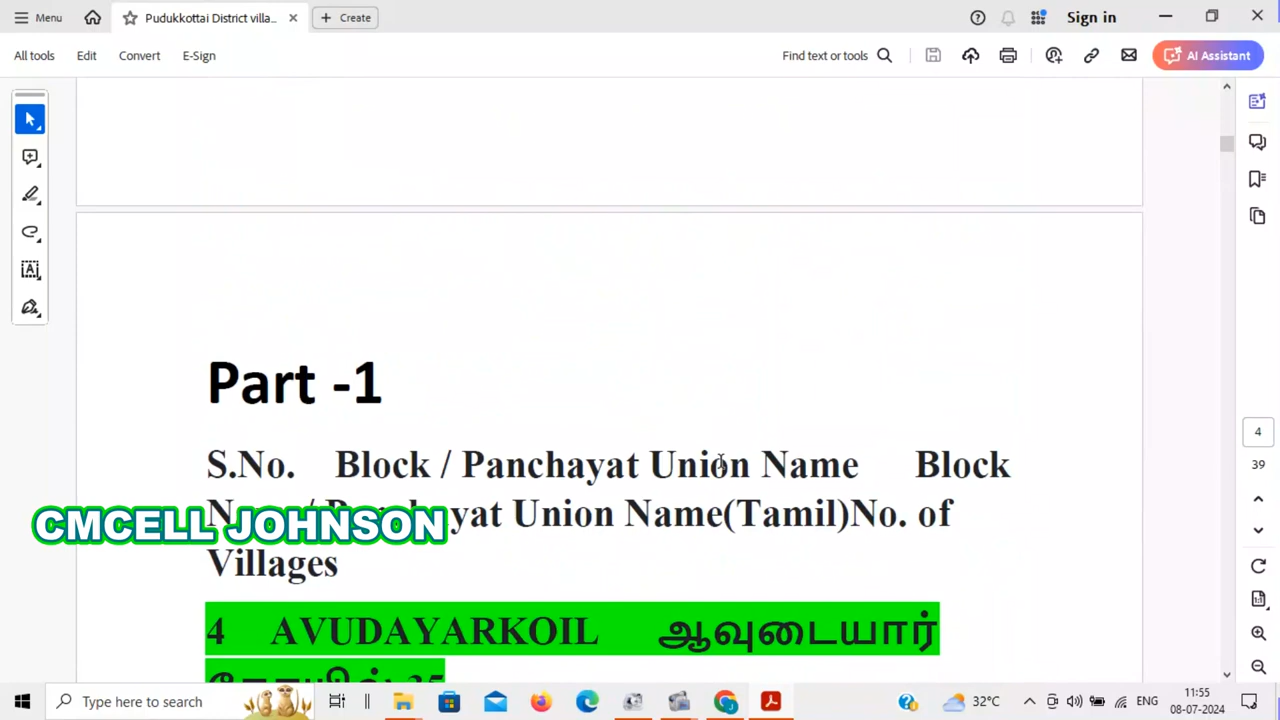 Menu
Pudukkottai District villa...
Create
Sign in
All tools
Edit
Convert
E-Sign
Find text or tools
AI Assistant
Part -1
S.No. Block / Panchayat Union Name Block
yat Union Name(Tamil)No. of
CMCELL JOHNSON
Villages
4 AVUDAYARKOIL ஆவுடையார்
4
39
Type here to search
32°C
ENG
11:55
08-07-2024